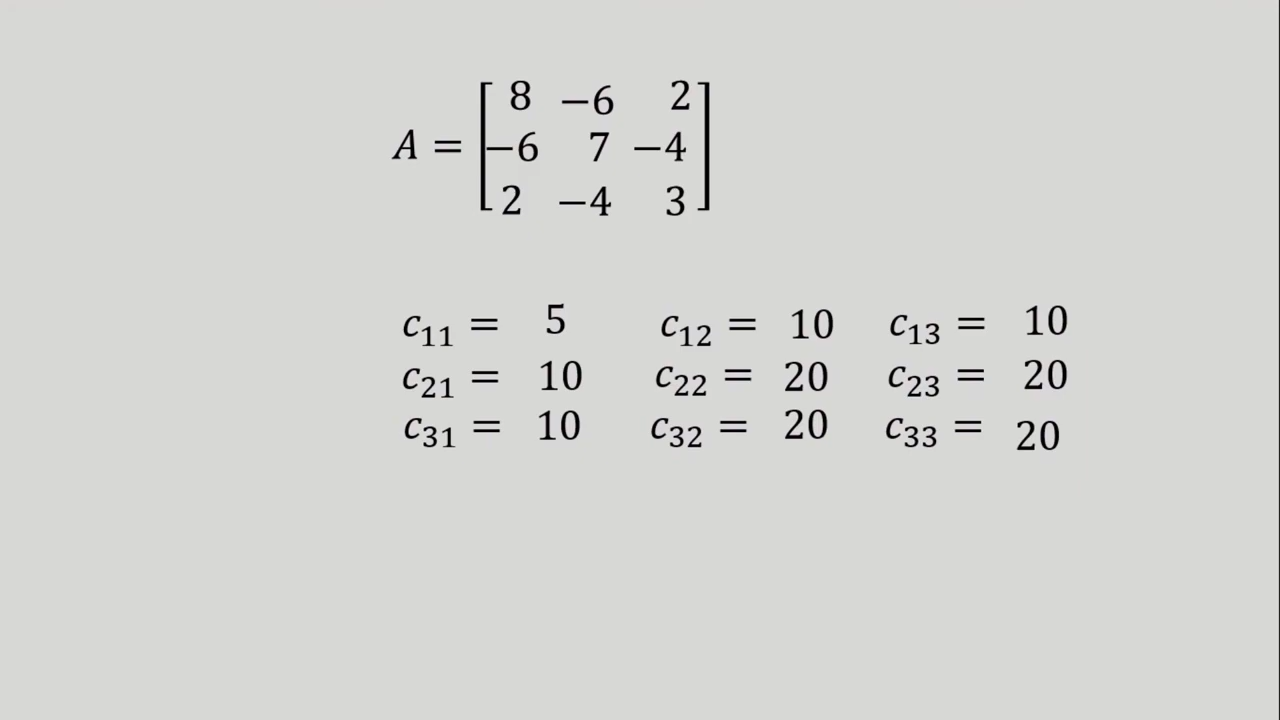 A = [ 8 −6 2
−6 7 −4
2 −4 3 ]
c₁₁ = 5 c₁₂ = 10 c₁₃ = 10
c₂₁ = 10 c₂₂ = 20 c₂₃ = 20
c₃₁ = 10 c₃₂ = 20 c₃₃ = 20